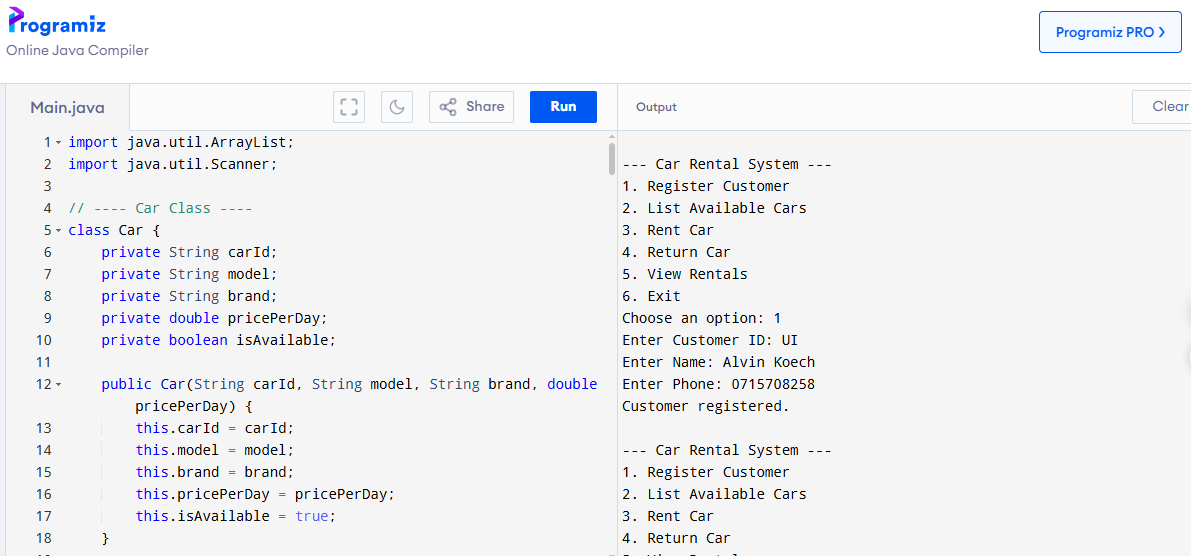 Programiz
Online Java Compiler
Programiz PRO >
Main.java
Share
Run
Output
Clear
1 import java.util.ArrayList;
2 import java.util.Scanner;
3
4 // ---- Car Class ----
5 class Car {
6 private String carId;
7 private String model;
8 private String brand;
9 private double pricePerDay;
10 private boolean isAvailable;
11
12 public Car(String carId, String model, String brand, double
pricePerDay) {
13 this.carId = carId;
14 this.model = model;
15 this.brand = brand;
16 this.pricePerDay = pricePerDay;
17 this.isAvailable = true;
18 }
--- Car Rental System ---
1. Register Customer
2. List Available Cars
3. Rent Car
4. Return Car
5. View Rentals
6. Exit
Choose an option: 1
Enter Customer ID: UI
Enter Name: Alvin Koech
Enter Phone: 0715708258
Customer registered.
--- Car Rental System ---
1. Register Customer
2. List Available Cars
3. Rent Car
4. Return Car